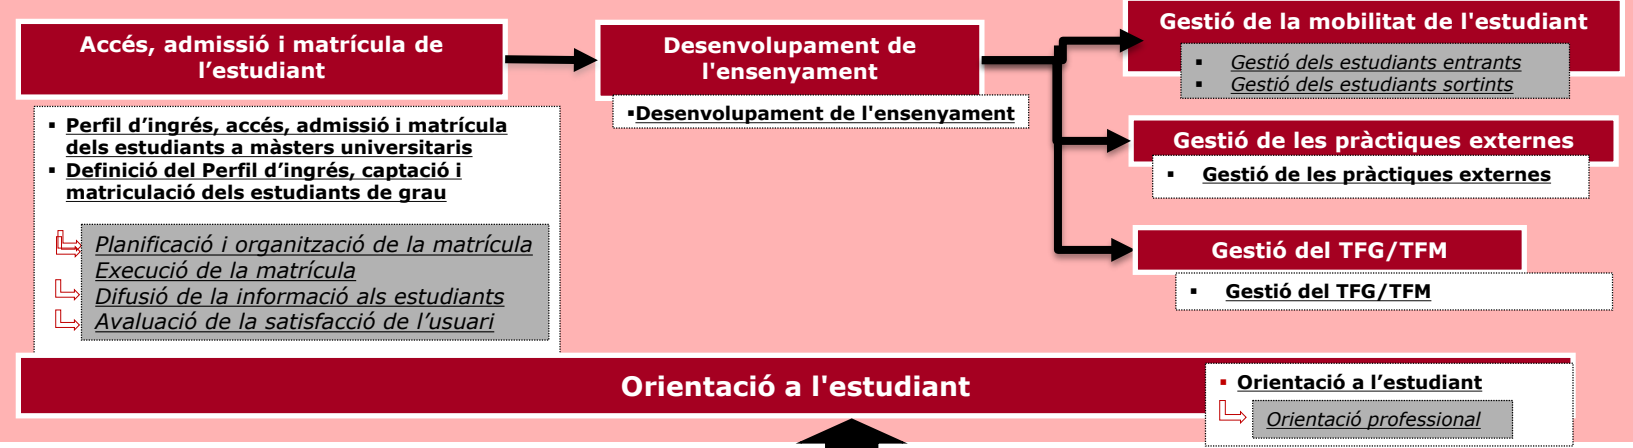 Accés, admissió i matrícula de
l’estudiant
▪ Perfil d’ingrés, accés, admissió i matrícula
dels estudiants a màsters universitaris
▪ Definició del Perfil d’ingrés, captació i
matriculació dels estudiants de grau
Planificació i organització de la matrícula
Execució de la matrícula
Difusió de la informació als estudiants
Avaluació de la satisfacció de l’usuari
Desenvolupament de
l'ensenyament
▪Desenvolupament de l'ensenyament
Gestió de la mobilitat de l'estudiant
▪ Gestió dels estudiants entrants
▪ Gestió dels estudiants sortints
Gestió de les pràctiques externes
▪ Gestió de les pràctiques externes
Gestió del TFG/TFM
▪ Gestió del TFG/TFM
Orientació a l'estudiant
▪ Orientació a l’estudiant
Orientació professional